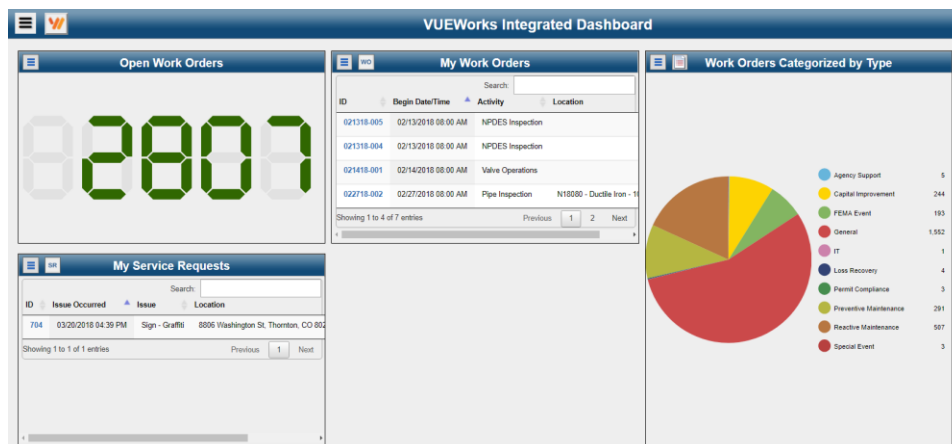 VUEWorks Integrated Dashboard
Open Work Orders
2807
WO
My Work Orders
Search:
ID Begin Date/Time Activity Location
021318-005 02/13/2018 08:00 AM NPDES Inspection
021318-004 02/13/2018 08:00 AM NPDES Inspection
021418-001 02/14/2018 08:00 AM Valve Operations
022718-002 02/27/2018 08:00 AM Pipe Inspection N18080 - Ductile Iron - 10
Showing 1 to 4 of 7 entries Previous 1 2 Next
Work Orders Categorized by Type
Agency Support 5
Capital Improvement 244
FEMA Event 193
General 1,552
IT 1
Loss Recovery 4
Permit Compliance 3
Preventive Maintenance 291
Reactive Maintenance 507
Special Event 3
SR
My Service Requests
Search:
ID Issue Occurred Issue Location
704 03/20/2018 04:39 PM Sign - Graffiti 8806 Washington St, Thornton, CO 802
Showing 1 to 1 of 1 entries Previous 1 Next